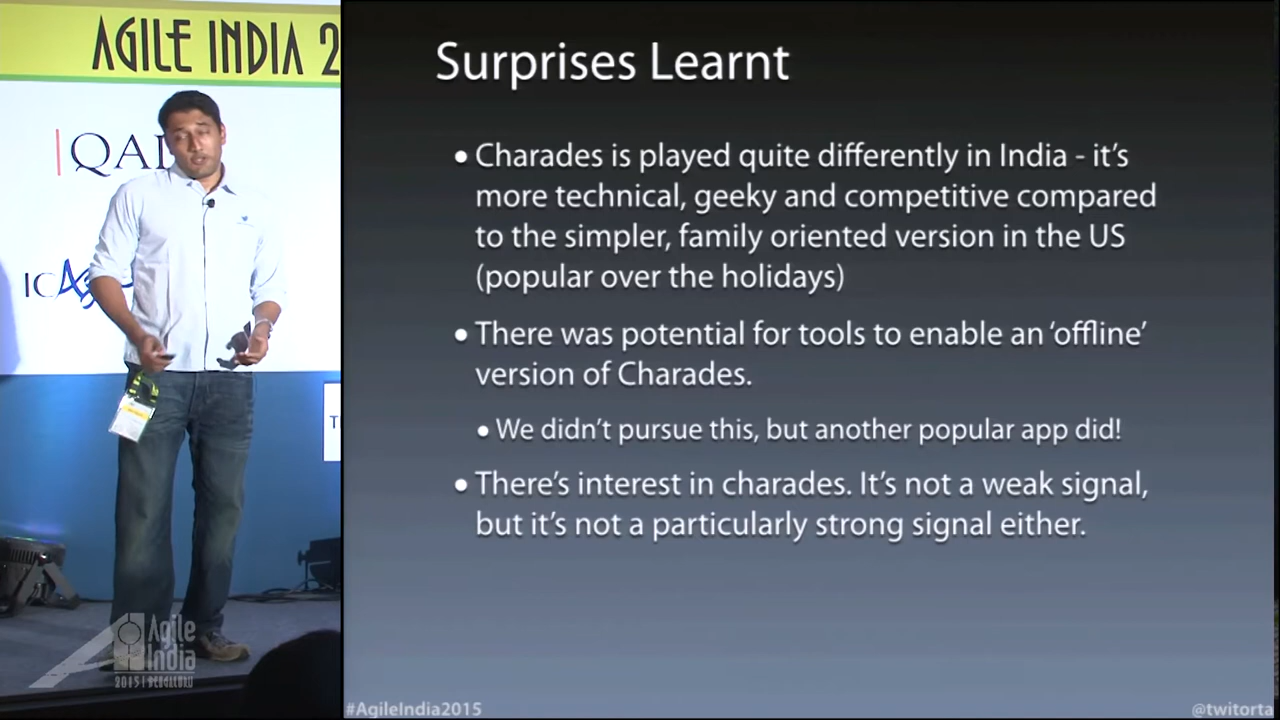 AGILE INDIA 2
QAI
ICA
T
Surprises Learnt
• Charades is played quite differently in India - it’s
more technical, geeky and competitive compared
to the simpler, family oriented version in the US
(popular over the holidays)
• There was potential for tools to enable an ‘offline’
version of Charades.
• We didn’t pursue this, but another popular app did!
• There’s interest in charades. It’s not a weak signal,
but it’s not a particularly strong signal either.
Agile
India
2015 | BENGALURU
#AgileIndia2015
@twitorta